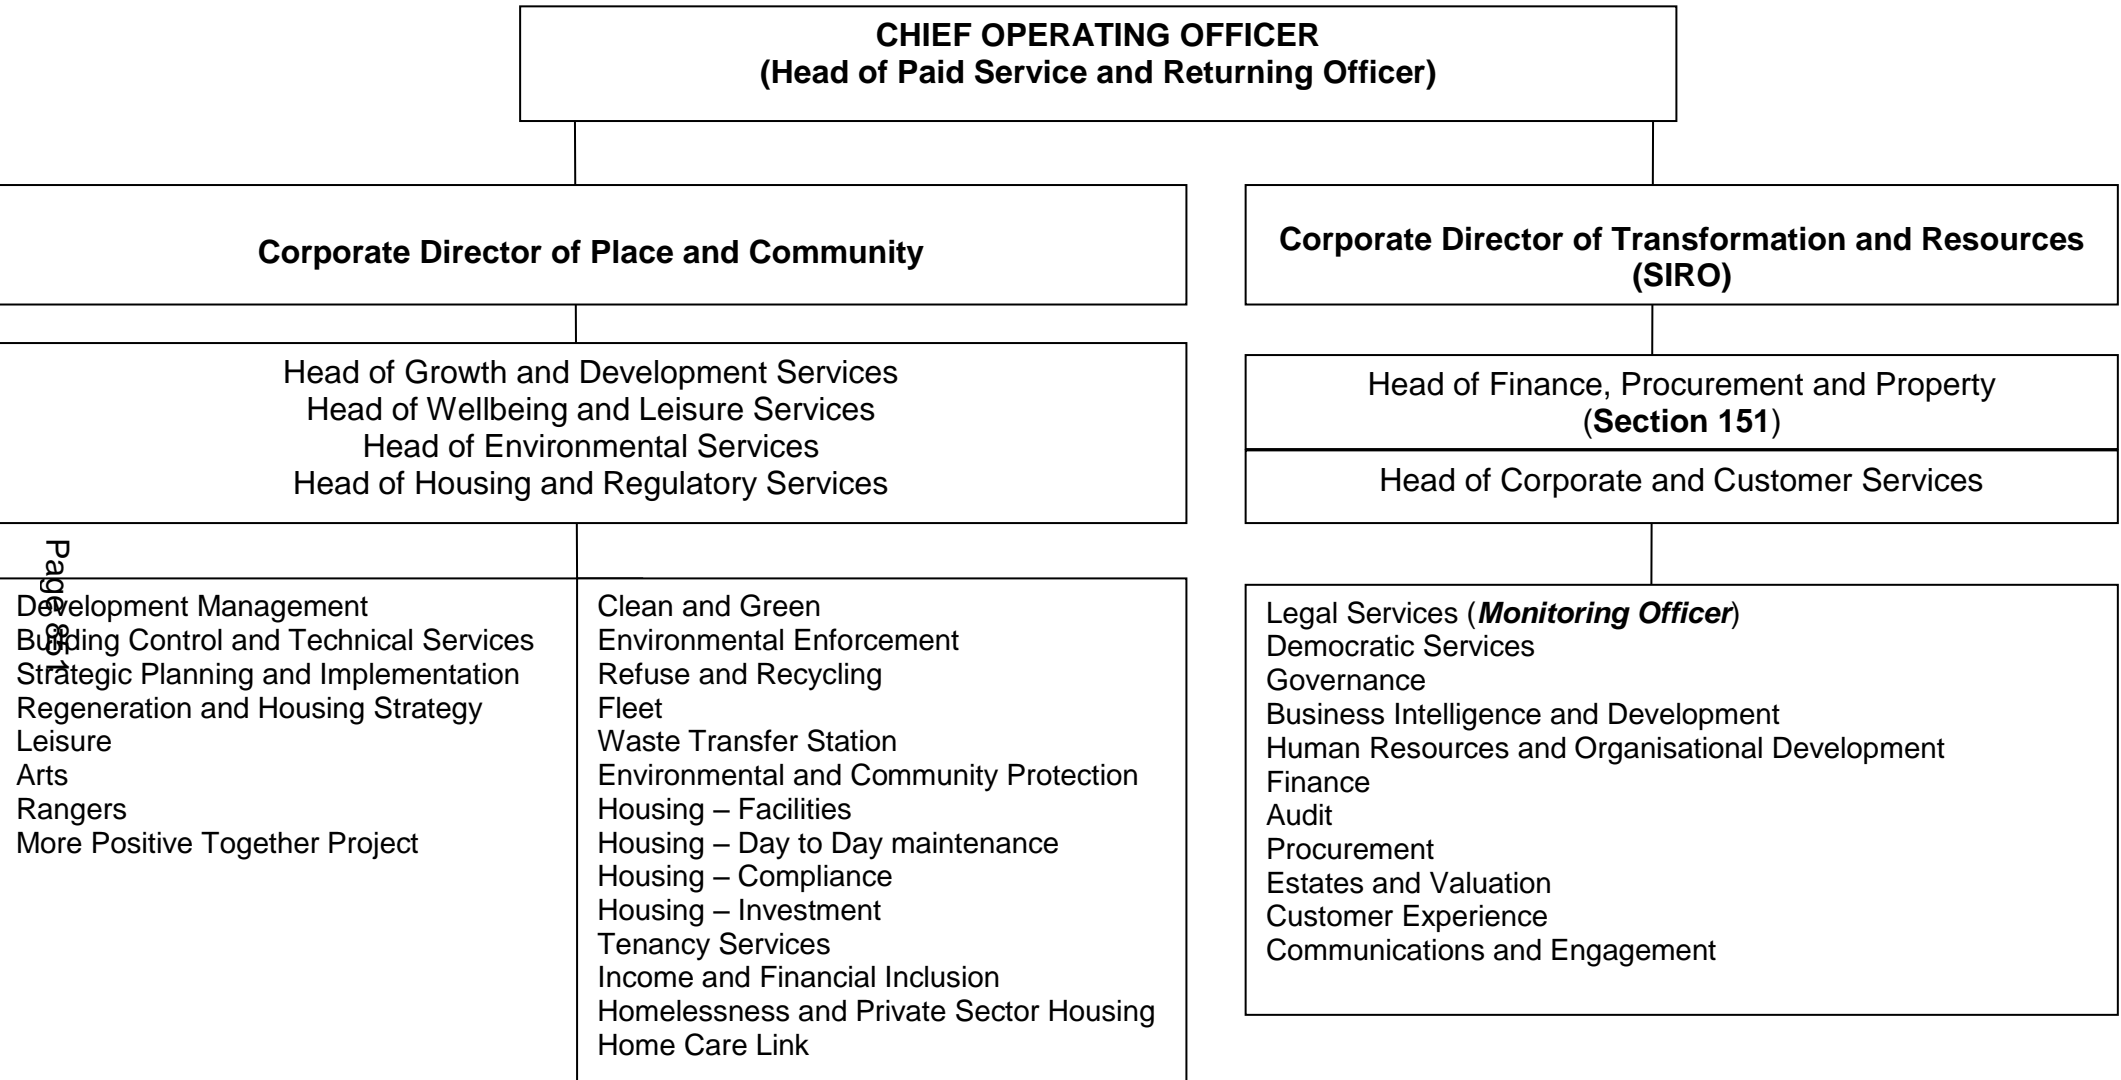 CHIEF OPERATING OFFICER
(Head of Paid Service and Returning Officer)
Corporate Director of Place and Community
Corporate Director of Transformation and Resources
(SIRO)
Head of Growth and Development Services
Head of Wellbeing and Leisure Services
Head of Environmental Services
Head of Housing and Regulatory Services
Head of Finance, Procurement and Property
(Section 151)
Head of Corporate and Customer Services
Page 851
Development Management
Building Control and Technical Services
Strategic Planning and Implementation
Regeneration and Housing Strategy
Leisure
Arts
Rangers
More Positive Together Project
Clean and Green
Environmental Enforcement
Refuse and Recycling
Fleet
Waste Transfer Station
Environmental and Community Protection
Housing – Facilities
Housing – Day to Day maintenance
Housing – Compliance
Housing – Investment
Tenancy Services
Income and Financial Inclusion
Homelessness and Private Sector Housing
Home Care Link
Legal Services (Monitoring Officer)
Democratic Services
Governance
Business Intelligence and Development
Human Resources and Organisational Development
Finance
Audit
Procurement
Estates and Valuation
Customer Experience
Communications and Engagement